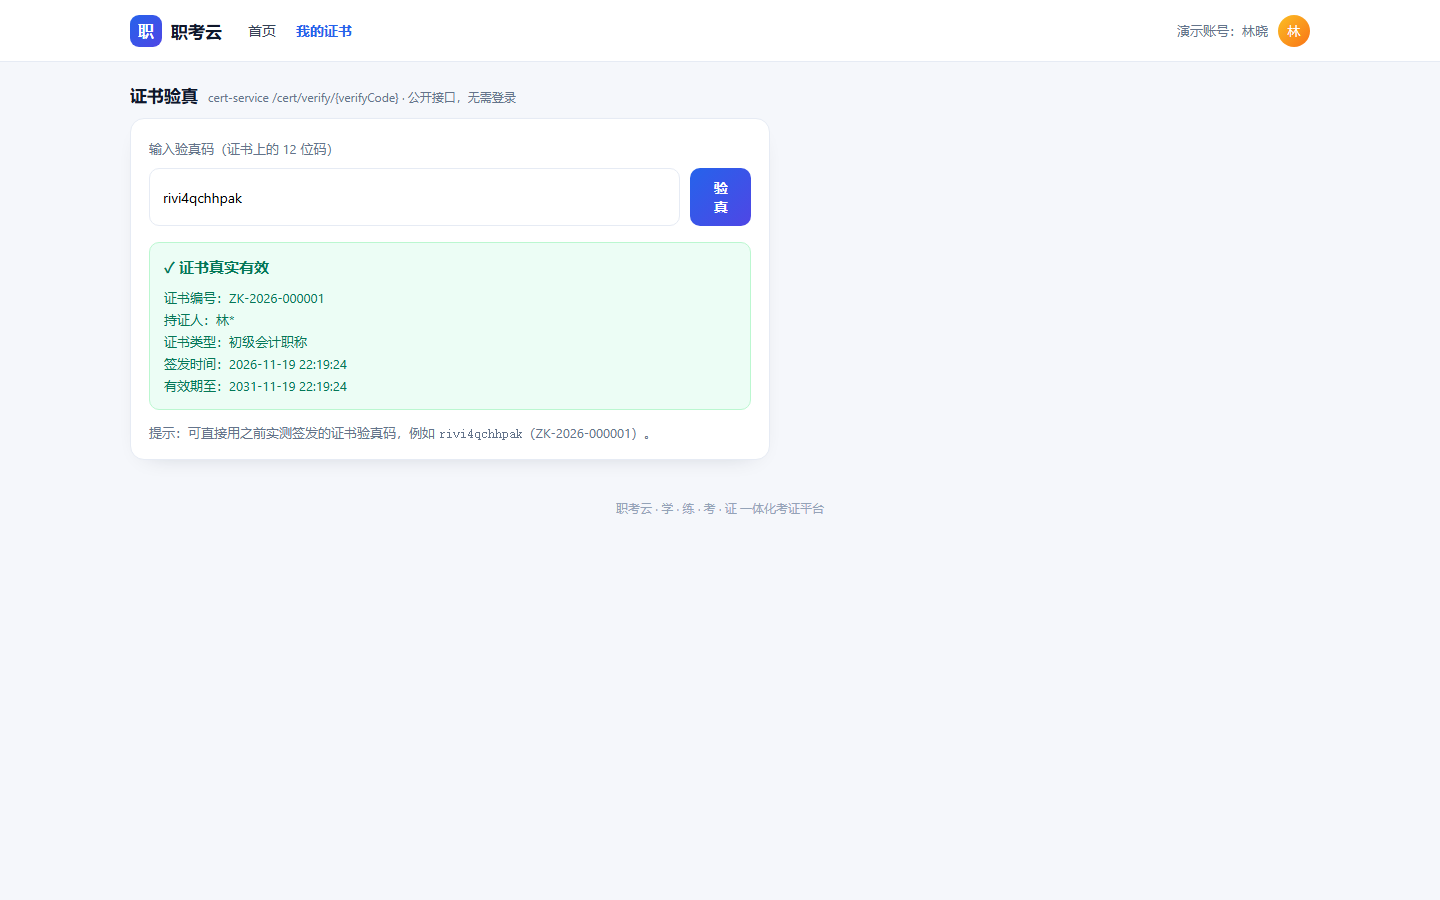 职 职考云 首页 我的证书 演示账号：林晓 林
证书验真 cert-service /cert/verify/{verifyCode} · 公开接口，无需登录
输入验真码（证书上的 12 位码）
rivi4qchhpak
验
真
✓ 证书真实有效
证书编号：ZK-2026-000001
持证人：林*
证书类型：初级会计职称
签发时间：2026-11-19 22:19:24
有效期至：2031-11-19 22:19:24
提示：可直接用之前实测签发的证书验真码，例如 rivi4qchhpak（ZK-2026-000001）。
职考云 · 学 · 练 · 考 · 证 一体化考证平台